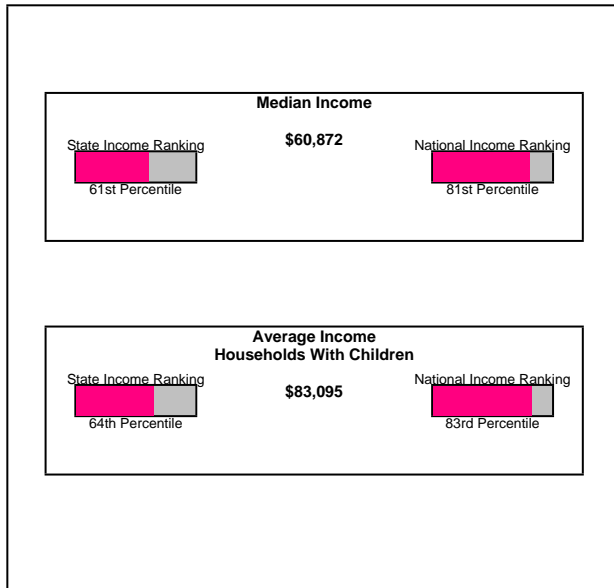 Median Income
$60,872
State Income Ranking
61st Percentile
National Income Ranking
81st Percentile
Average Income
Households With Children
$83,095
State Income Ranking
64th Percentile
National Income Ranking
83rd Percentile